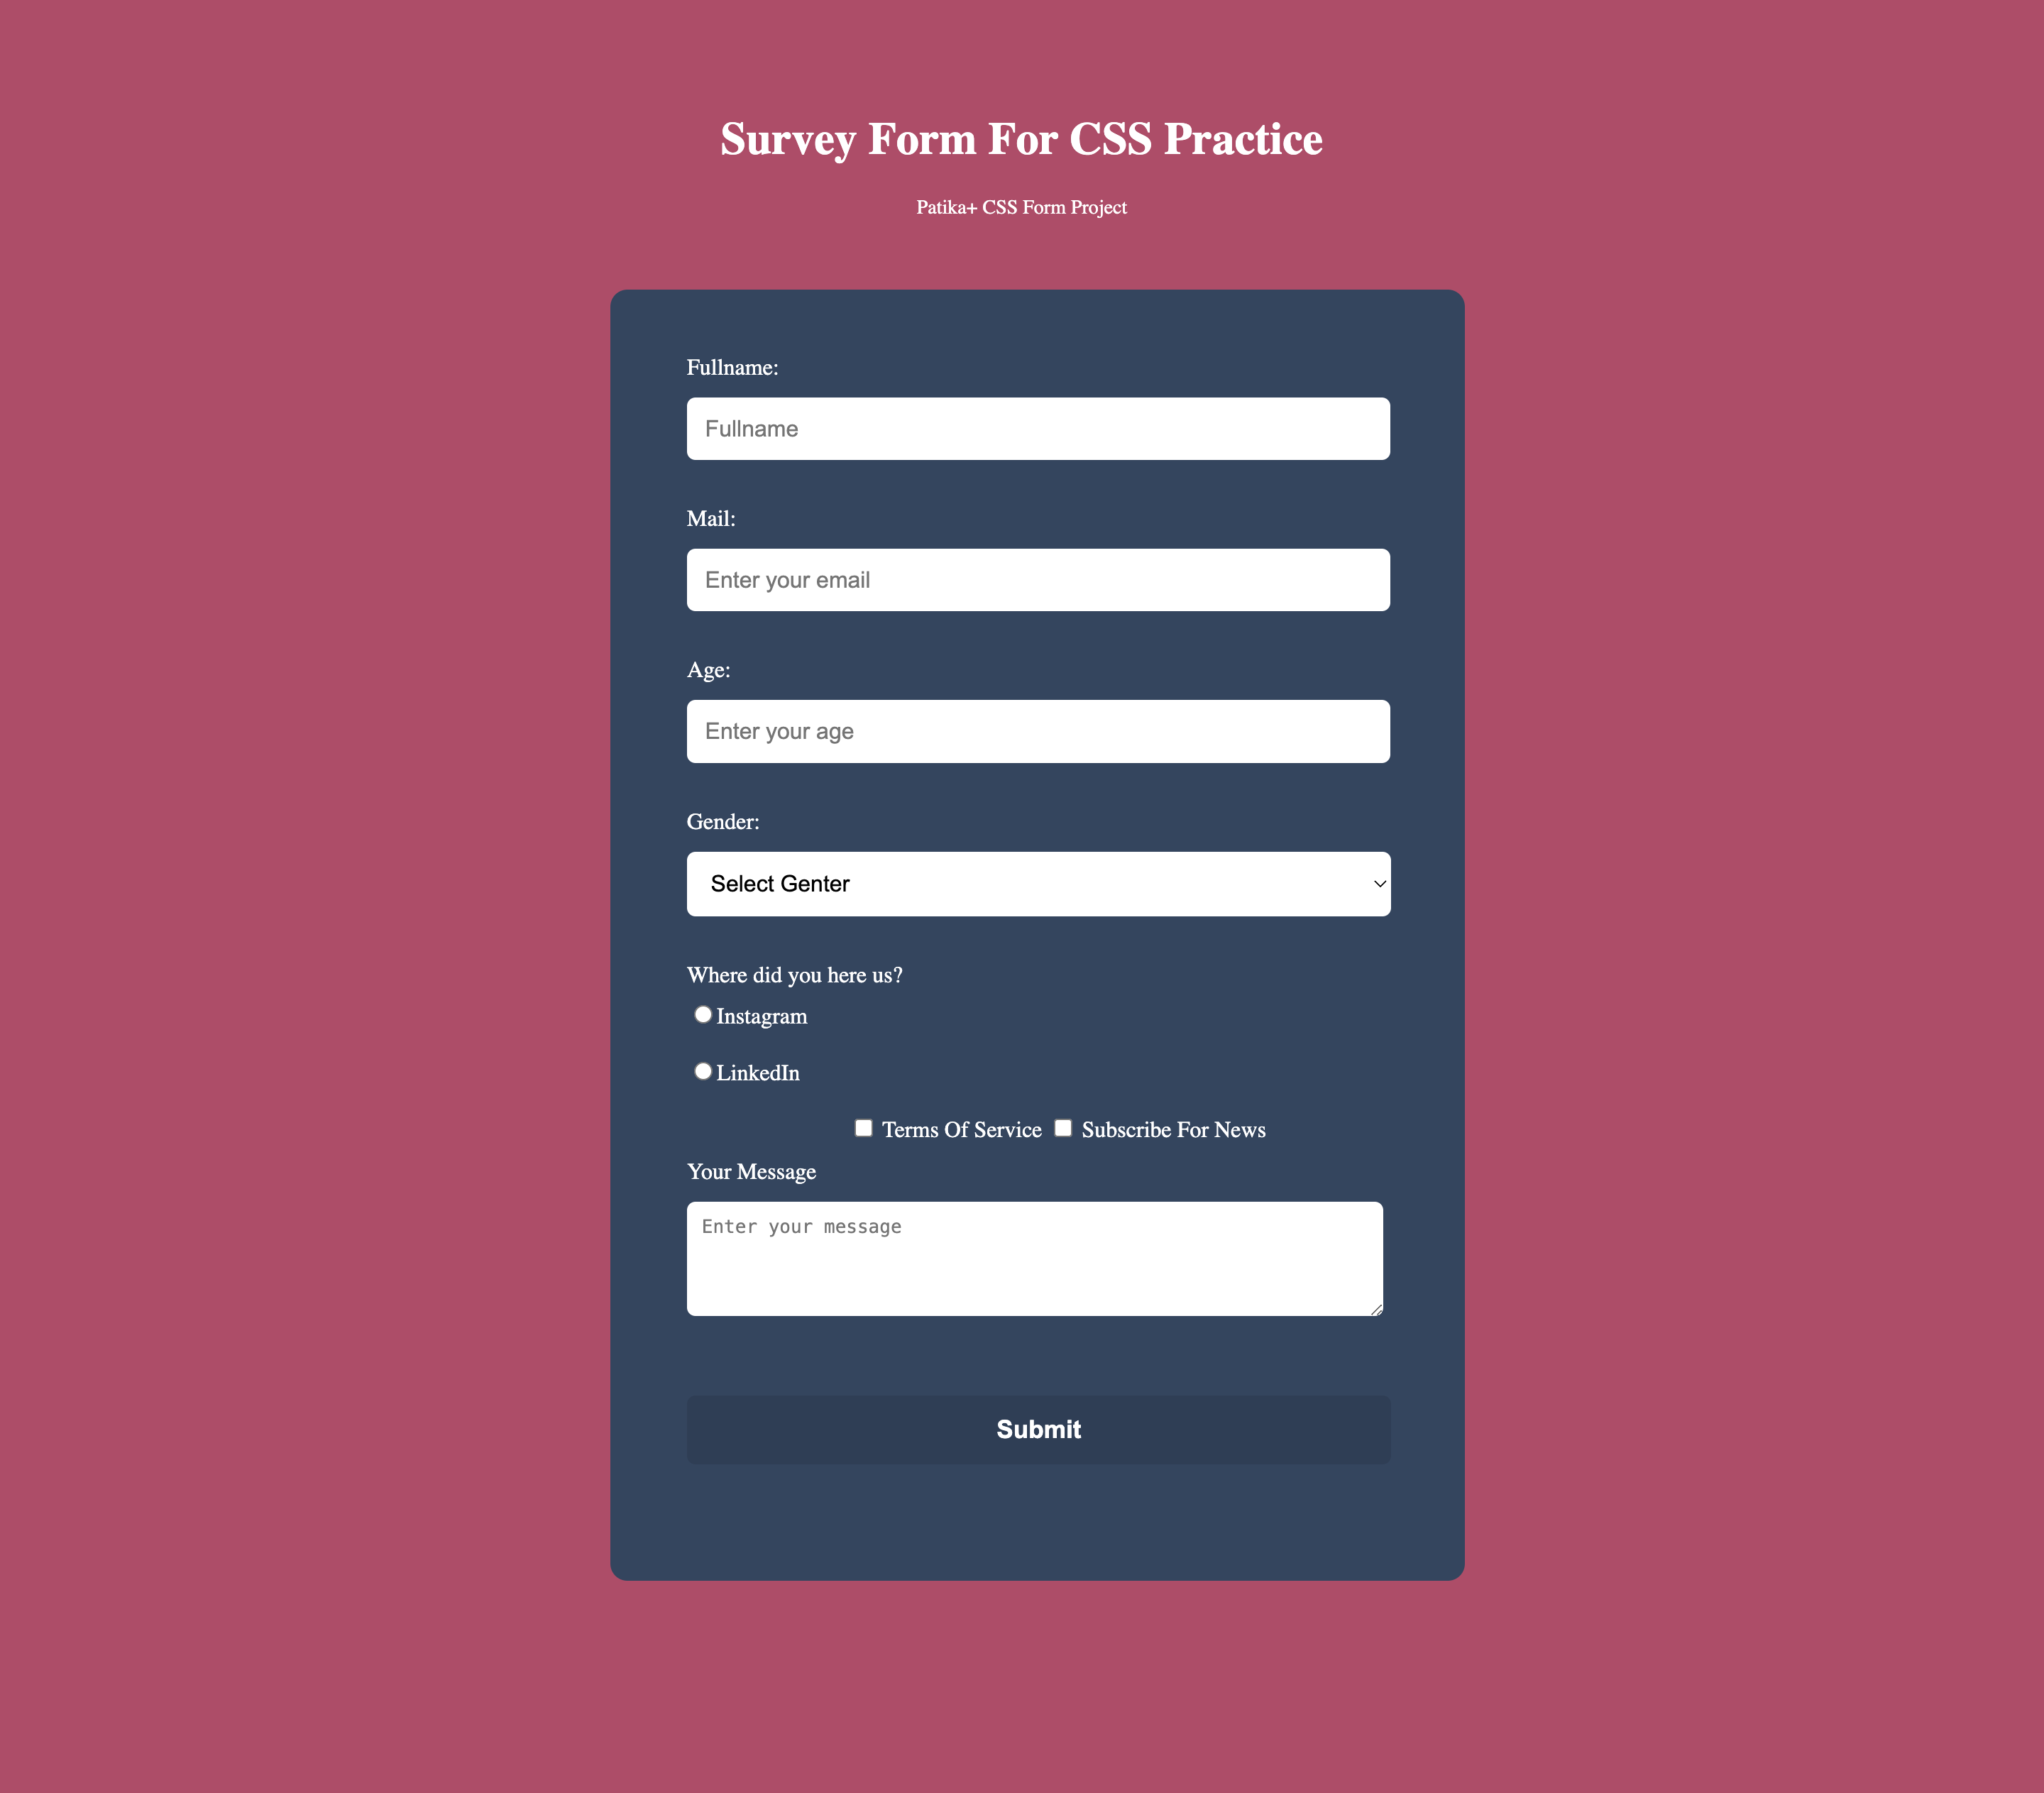 Survey Form For CSS Practice
Patika+ CSS Form Project
Fullname:
Fullname
Mail:
Enter your email
Age:
Enter your age
Gender:
Select Genter
Where did you here us?
Instagram
LinkedIn
Terms Of Service Subscribe For News
Your Message
Enter your message
Submit